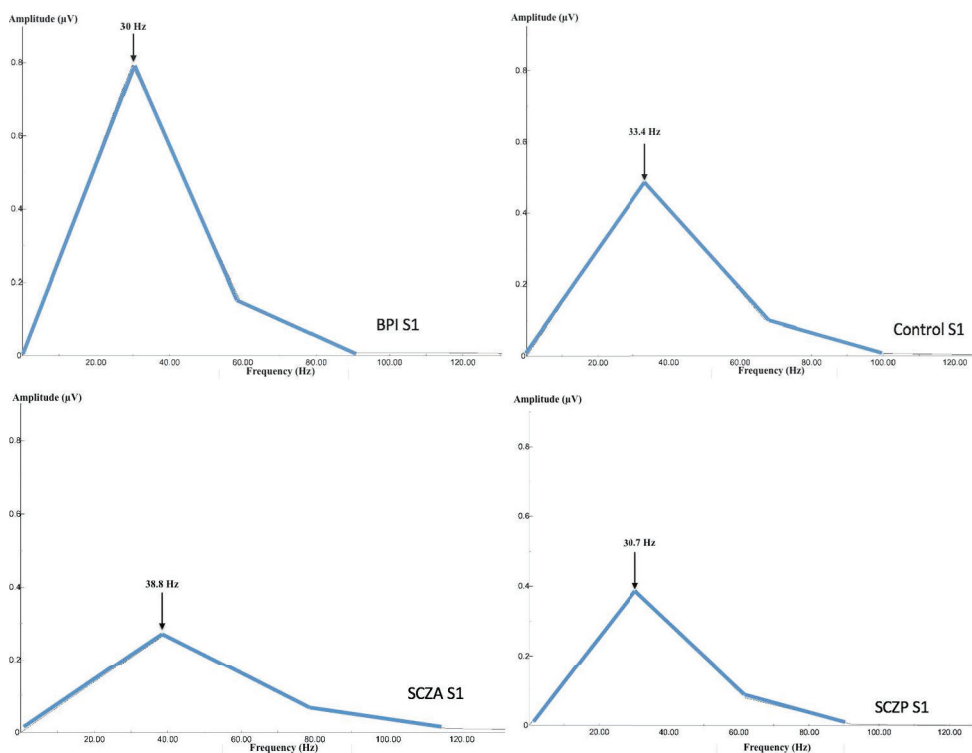 Amplitude (µV)
30 Hz
0.8
0.6
0.4
0.2
0
BPI S1
20.00 40.00 60.00 80.00 100.00 120.00
Frequency (Hz)
Amplitude (µV)
33.4 Hz
0.8
0.6
0.4
0.2
0
Control S1
20.00 40.00 60.00 80.00 100.00 120.00
Frequency (Hz)
Amplitude (µV)
0.8
0.6
38.8 Hz
0.4
0.2
0
SCZA S1
20.00 40.00 60.00 80.00 100.00 120.00
Frequency (Hz)
Amplitude (µV)
0.8
0.6
30.7 Hz
0.4
0.2
0
SCZP S1
20.00 40.00 60.00 80.00 100.00 120.00
Frequency (Hz)